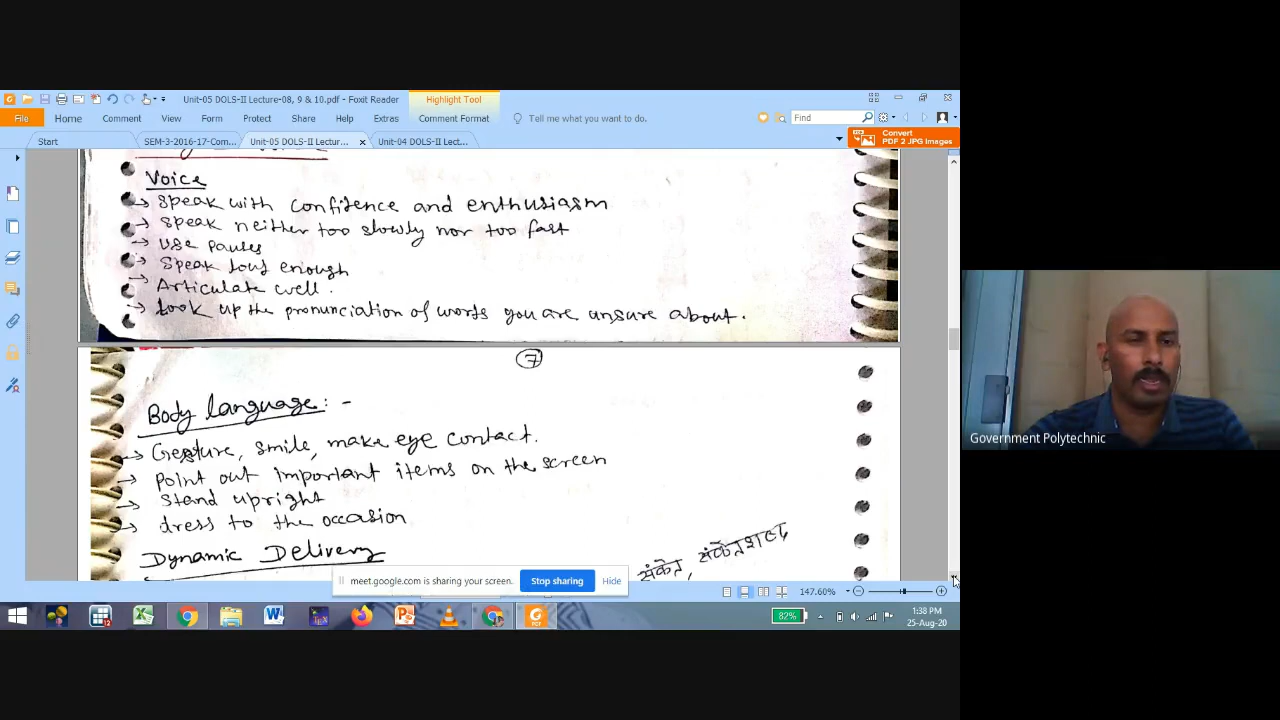 Unit-05 DOLS-II Lecture-08, 9 & 10.pdf - Foxit Reader
Highlight Tool
File
Home
Comment
View
Form
Protect
Share
Help
Extras
Comment Format
Tell me what you want to do.
Find
Start
SEM-3-2016-17-Com...
Unit-05 DOLS-II Lectur...
Unit-04 DOLS-II Lect...
Convert
PDF 2 JPG Images
Voice
→ Speak with confidence and enthusiasm
→ Speak neither too slowly nor too fast
→ Use pauses
→ Speak loud enough
→ Articulate well.
→ Look up the pronunciation of words you are unsure about.
7
Body language: -
→ Gesture, smile, make eye contact.
→ Point out important items on the screen
→ Stand upright
→ dress to the occasion
Dynamic Delivery
संकेत, संकेतशब्द
meet.google.com is sharing your screen.
Stop sharing
Hide
147.60%
82%
1:38 PM
25-Aug-20
Government Polytechnic